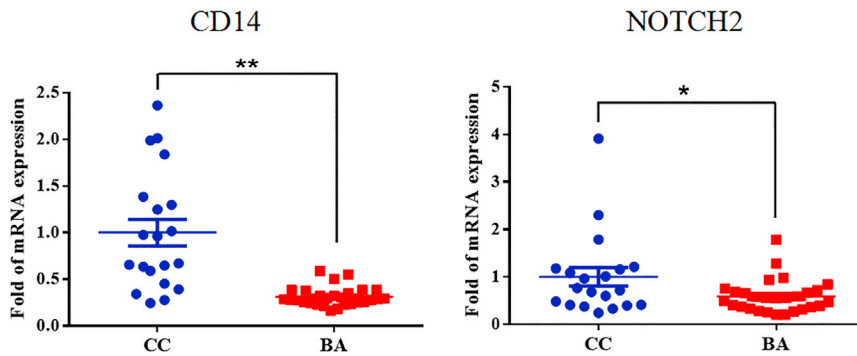 CD14
**
Fold of mRNA expression
2.5
2.0
1.5
1.0
0.5
0.0
CC
BA
NOTCH2
*
Fold of mRNA expression
5
4
3
2
1
0
CC
BA